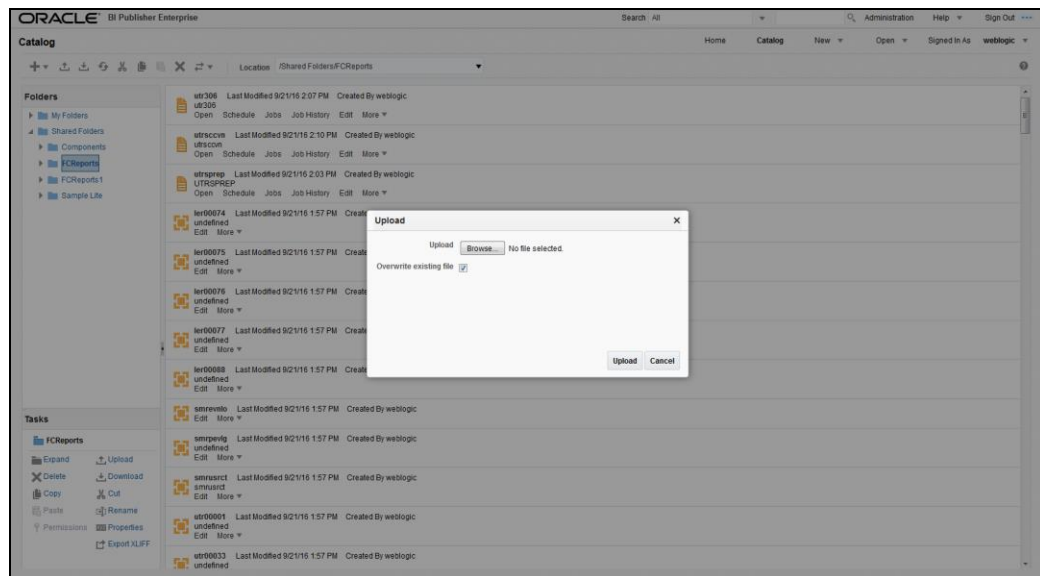 ORACLE BI Publisher Enterprise Search All Administration Help Sign Out
Catalog Home Catalog New Open Signed In As weblogic
Location /Shared Folders/FCReports
Folders
My Folders
Shared Folders
Components
FCReports
FCReports1
Sample Lite
utr306 Last Modified 9/21/16 2:07 PM Created By weblogic
utr306
Open Schedule Jobs Job History Edit More
utrsccvn Last Modified 9/21/16 2:10 PM Created By weblogic
Open Schedule Jobs Job History Edit More
utrsprep Last Modified 9/21/16 2:03 PM Created By weblogic
UTRSPREP
Open Schedule Jobs Job History Edit More
ler00074 Last Modified 9/21/16 1:57 PM Create
undefined
Edit More
ler00075 Last Modified 9/21/16 1:57 PM Create
undefined
Edit More
ler00076 Last Modified 9/21/16 1:57 PM Create
undefined
Edit More
ler00077 Last Modified 9/21/16 1:57 PM Create
undefined
Edit More
ler00088 Last Modified 9/21/16 1:57 PM Create
undefined
Edit More
Upload
Upload Browse... No file selected.
Overwrite existing file
Upload Cancel
Last Modified 9/21/16 1:57 PM Created By weblogic
Edit More
smrpevlg Last Modified 9/21/16 1:57 PM Created By weblogic
undefined
Edit More
smrusrct Last Modified 9/21/16 1:57 PM Created By weblogic
smrusrct
Edit More
utr00001 Last Modified 9/21/16 1:57 PM Created By weblogic
undefined
Edit More
utr00033 Last Modified 9/21/16 1:57 PM Created By weblogic
undefined
Tasks
FCReports
Expand Upload
Delete Download
Copy Cut
Paste Rename
Permissions Properties
Export XLIFF